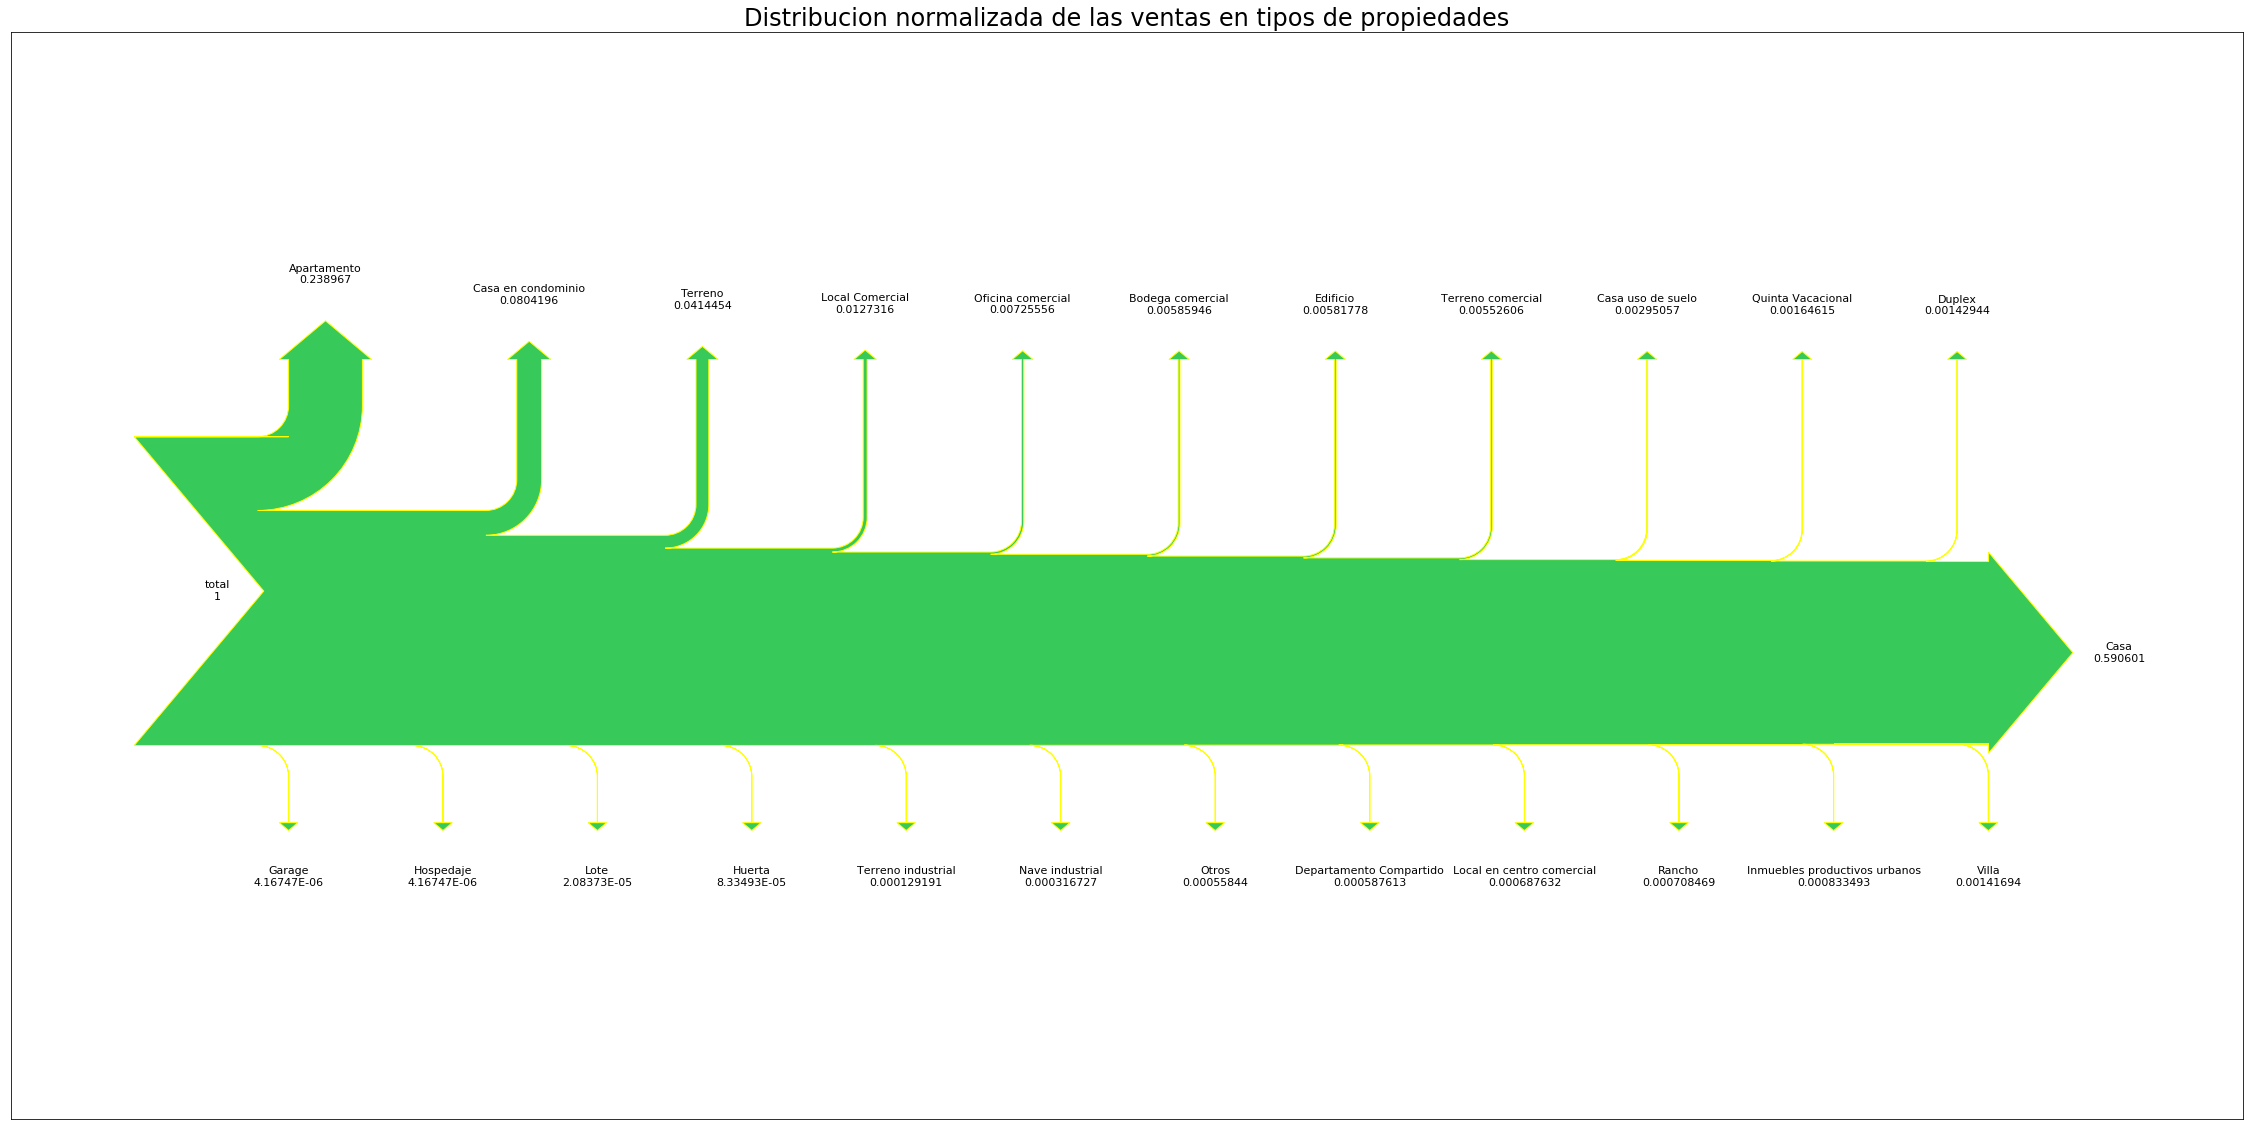 Distribucion normalizada de las ventas en tipos de propiedades
Apartamento
0.238967
Casa en condominio
0.0804196
Terreno
0.0414454
Local Comercial
0.0127316
Oficina comercial
0.00725556
Bodega comercial
0.00585946
Edificio
0.00581778
Terreno comercial
0.00552606
Casa uso de suelo
0.00295057
Quinta Vacacional
0.00164615
Duplex
0.00142944
total
1
Casa
0.590601
Garage
4.16747E-06
Hospedaje
4.16747E-06
Lote
2.08373E-05
Huerta
8.33493E-05
Terreno industrial
0.000129191
Nave industrial
0.000316727
Otros
0.00055844
Departamento Compartido
0.000587613
Local en centro comercial
0.000687632
Rancho
0.000708469
Inmuebles productivos urbanos
0.000833493
Villa
0.00141694